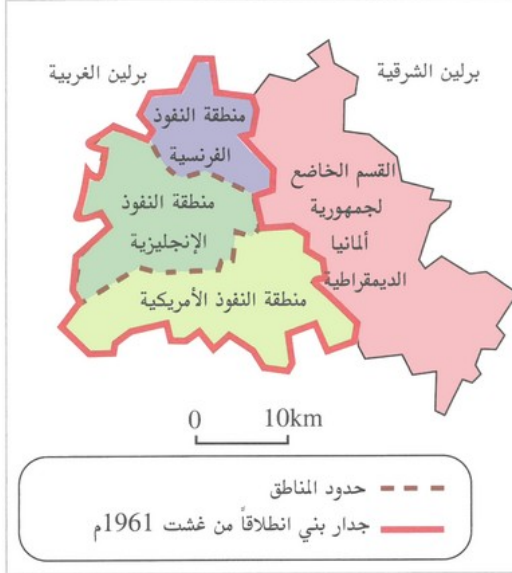 برلين الشرقية
برلين الغربية
منطقة النفوذ
الفرنسية
القسم الخاضع
لجمهورية
ألمانيا
الديمقراطية
منطقة النفوذ
الإنجليزية
منطقة النفوذ الأمريكية
0 10km
حدود المناطق
جدار بني انطلاقاً من غشت 1961م